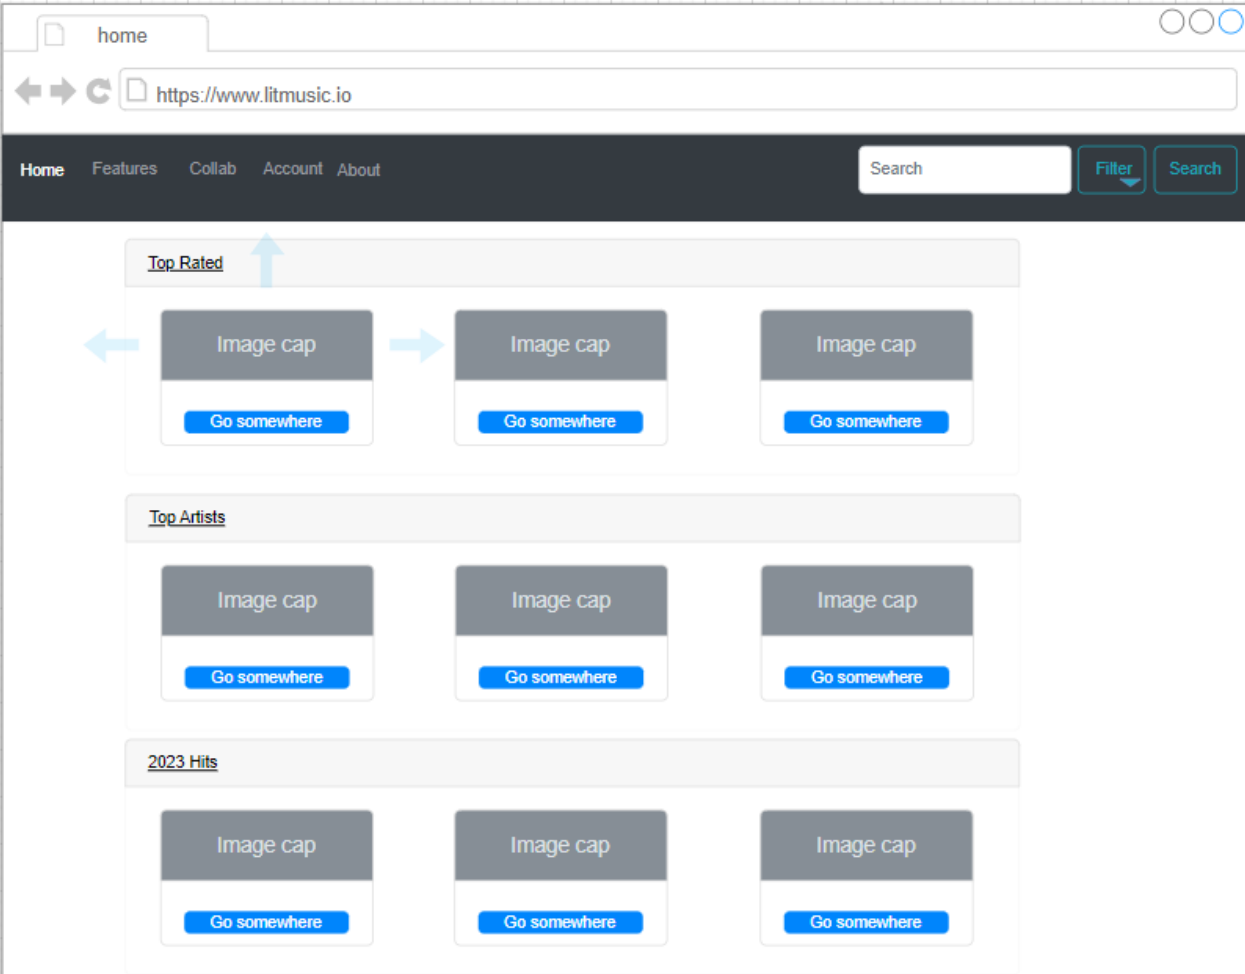 home
https://www.litmusic.io
Home Features Collab Account About Search Filter Search
Top Rated
Image cap Image cap Image cap
Go somewhere Go somewhere Go somewhere
Top Artists
Image cap Image cap Image cap
Go somewhere Go somewhere Go somewhere
2023 Hits
Image cap Image cap Image cap
Go somewhere Go somewhere Go somewhere